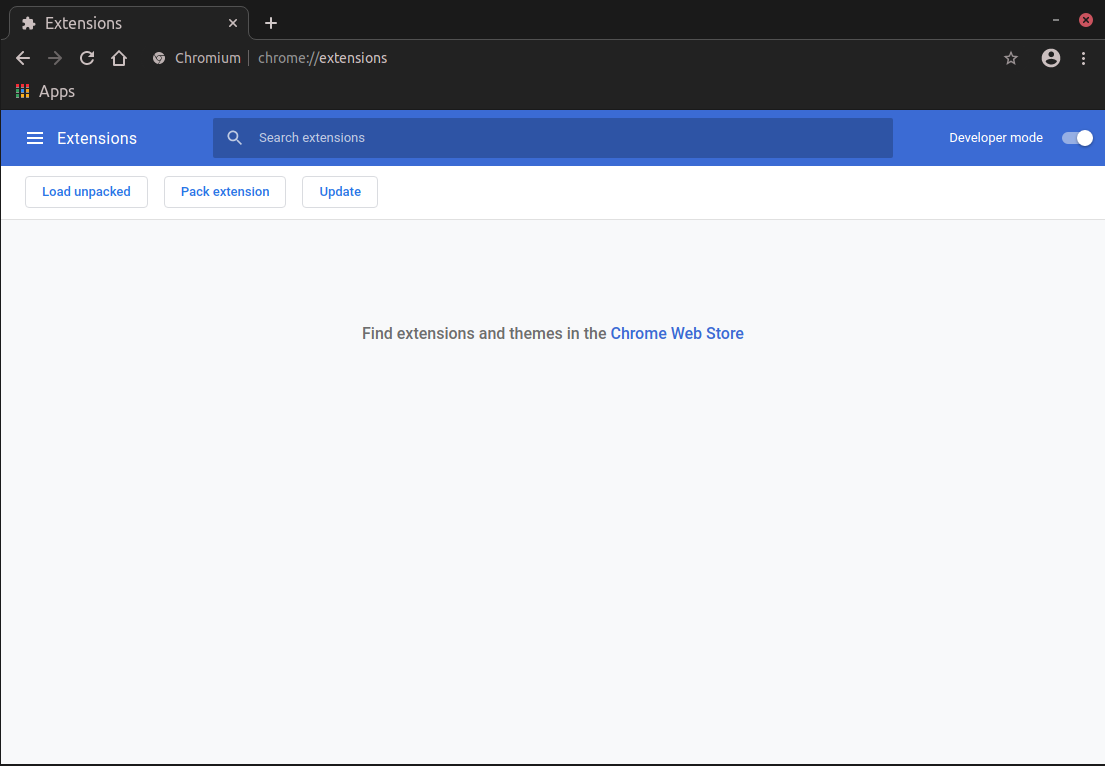 Extensions
Chromium chrome://extensions
Apps
Extensions Search extensions Developer mode
Load unpacked Pack extension Update
Find extensions and themes in the Chrome Web Store